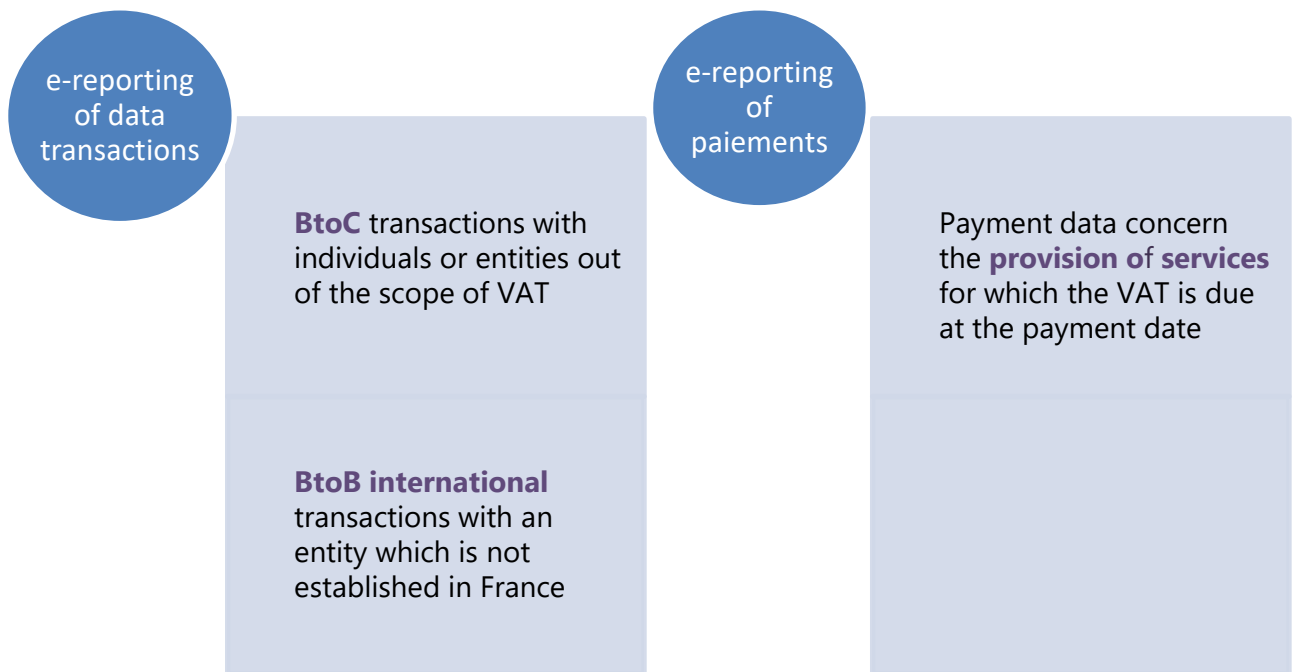 e-reporting
of data
transactions
BtoC transactions with
individuals or entities out
of the scope of VAT
BtoB international
transactions with an
entity which is not
established in France
e-reporting
of
paiements
Payment data concern
the provision of services
for which the VAT is due
at the payment date